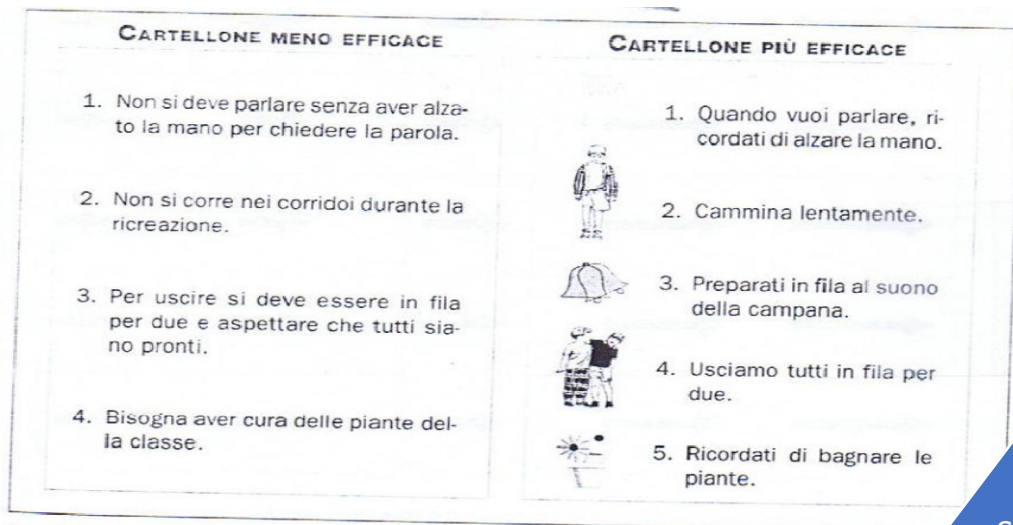 CARTELLONE MENO EFFICACE
1. Non si deve parlare senza aver alza-
to la mano per chiedere la parola.
2. Non si corre nei corridoi durante la
ricreazione.
3. Per uscire si deve essere in fila
per due e aspettare che tutti sia-
no pronti.
4. Bisogna aver cura delle piante del-
la classe.
CARTELLONE PIÙ EFFICACE
1. Quando vuoi parlare, ri-
cordati di alzare la mano.
2. Cammina lentamente.
3. Preparati in fila al suono
della campana.
4. Usciamo tutti in fila per
due.
5. Ricordati di bagnare le
piante.